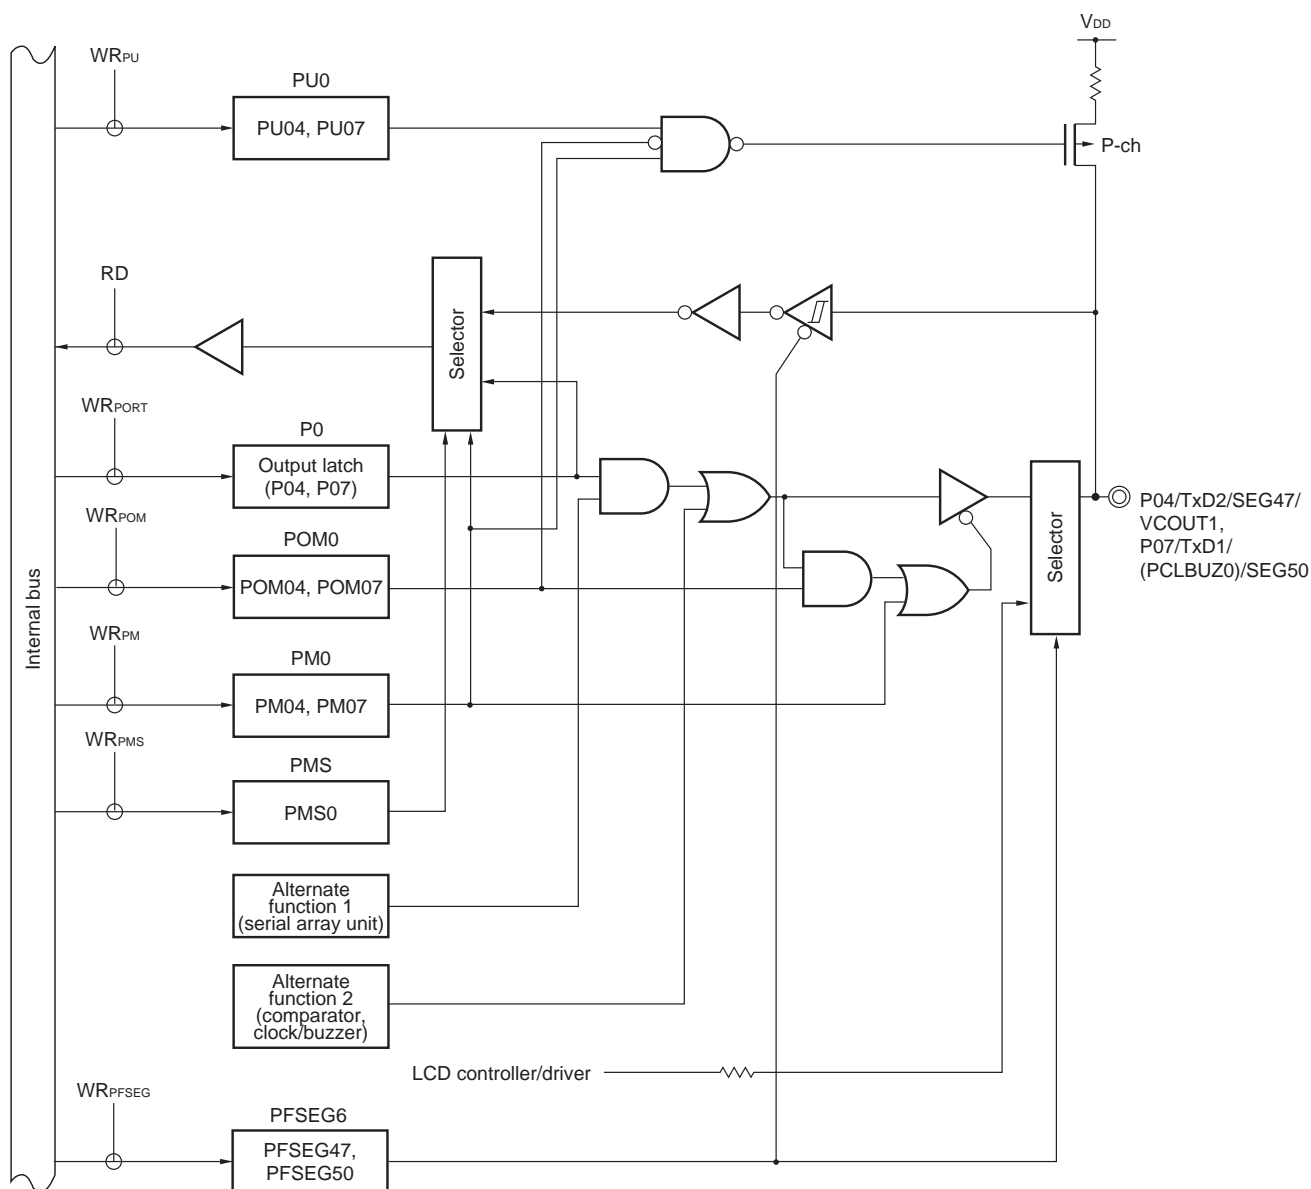 VDD
WRPU
PU0
PU04, PU07
P-ch
RD
Selector
WRPORT
P0
Output latch
(P04, P07)
WRPOM
POM0
POM04, POM07
Selector
P04/TxD2/SEG47/
VCOUT1,
P07/TxD1/
(PCLBUZ0)/SEG50
Internal bus
WRPM
PM0
PM04, PM07
WRPMS
PMS
PMS0
Alternate
function 1
(serial array unit)
Alternate
function 2
(comparator,
clock/buzzer)
LCD controller/driver
WRPFSEG
PFSEG6
PFSEG47,
PFSEG50